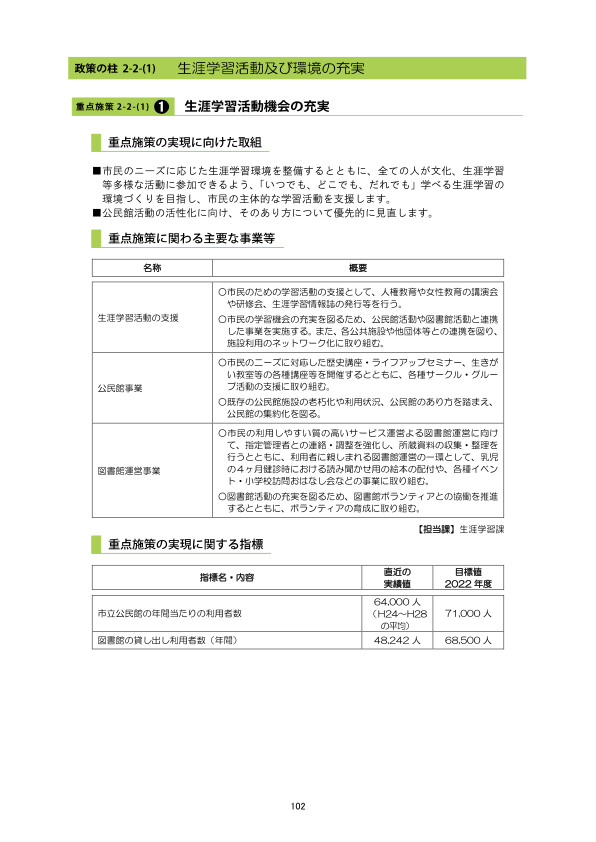 政策の柱 2-2-(1) 生涯学習活動及び環境の充実
重点施策 2-2-(1) ❶ 生涯学習活動機会の充実
重点施策の実現に向けた取組
■市民のニーズに応じた生涯学習環境を整備するとともに、全ての人が文化、生涯学習
等多様な活動に参加できるよう、「いつでも、どこでも、だれでも」学べる生涯学習の
環境づくりを目指し、市民の主体的な学習活動を支援します。
■公民館活動の活性化に向け、そのあり方について優先的に見直します。
重点施策に関わる主要な事業等
名称 概要
生涯学習活動の支援
○市民のための学習活動の支援として、人権教育や女性教育の講演会
や研修会、生涯学習情報誌の発行等を行う。
○市民の学習機会の充実を図るため、公民館活動や図書館活動と連携
した事業を実施する。また、各公共施設や他団体等との連携を図り、
施設利用のネットワーク化に取り組む。
公民館事業
○市民のニーズに対応した歴史講座・ライフアップセミナー、生きが
い教室等の各種講座等を開催するとともに、各種サークル・グルー
プ活動の支援に取り組む。
○既存の公民館施設の老朽化や利用状況、公民館のあり方を踏まえ、
公民館の集約化を図る。
図書館運営事業
○市民の利用しやすい質の高いサービス運営よる図書館運営に向け
て、指定管理者との連絡・調整を強化し、所蔵資料の収集・整理を
行うとともに、利用者に親しまれる図書館運営の一環として、乳児
の4ヶ月健診時における読み聞かせ用の絵本の配付や、各種イベン
ト・小学校訪問おはなし会などの事業に取り組む。
○図書館活動の充実を図るため、図書館ボランティアとの協働を推進
するとともに、ボランティアの育成に取り組む。
【担当課】生涯学習課
重点施策の実現に関する指標
指標名・内容 直近の 目標値
実績値 2022 年度
市立公民館の年間当たりの利用者数 64,000 人 71,000 人
（H24～H28
の平均）
図書館の貸し出し利用者数（年間） 48,242 人 68,500 人
102